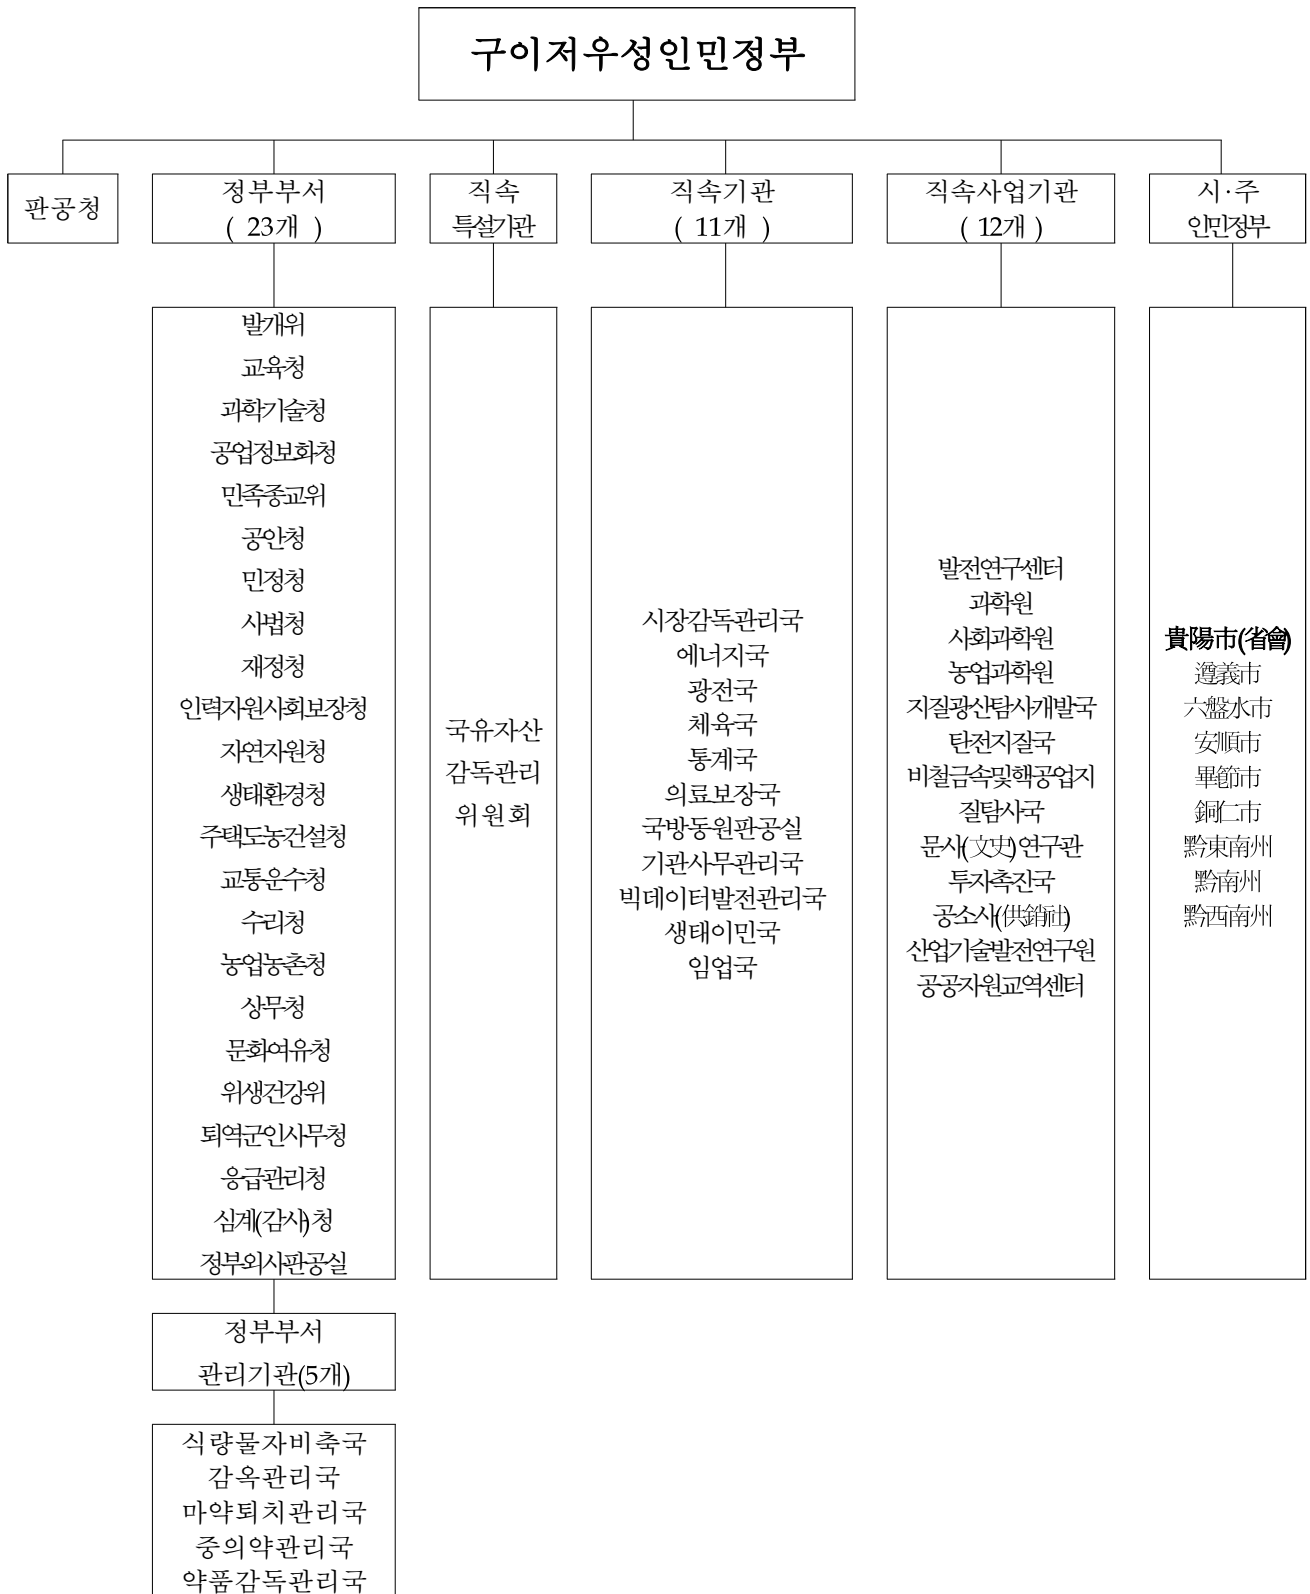 구이저우성인민정부
판공청
정부부서
( 23개 )
직속
특설기관
직속기관
( 11개 )
직속사업기관
( 12개 )
시·주
인민정부
발개위
교육청
과학기술청
공업정보화청
민족종교위
공안청
민정청
사법청
재정청
인력자원사회보장청
자연자원청
생태환경청
주택도농건설청
교통운수청
수리청
농업농촌청
상무청
문화여유청
위생건강위
퇴역군인사무청
응급관리청
심계(감사)청
정부외사판공실
국유자산
감독관리
위원회
시장감독관리국
에너지국
광전국
체육국
통계국
의료보장국
국방동원판공실
기관사무관리국
빅데이터발전관리국
생태이민국
임업국
발전연구센터
과학원
사회과학원
농업과학원
지질광산탐사개발국
탄전지질국
비철금속및핵공업지
질탐사국
문사(文史)연구관
투자촉진국
공소사(供銷社)
산업기술발전연구원
공공자원교역센터
貴陽市(省會)
遵義市
六盤水市
安順市
畢節市
銅仁市
黔東南州
黔南州
黔西南州
정부부서
관리기관(5개)
식량물자비축국
감옥관리국
마약퇴치관리국
중의약관리국
약품감독관리국